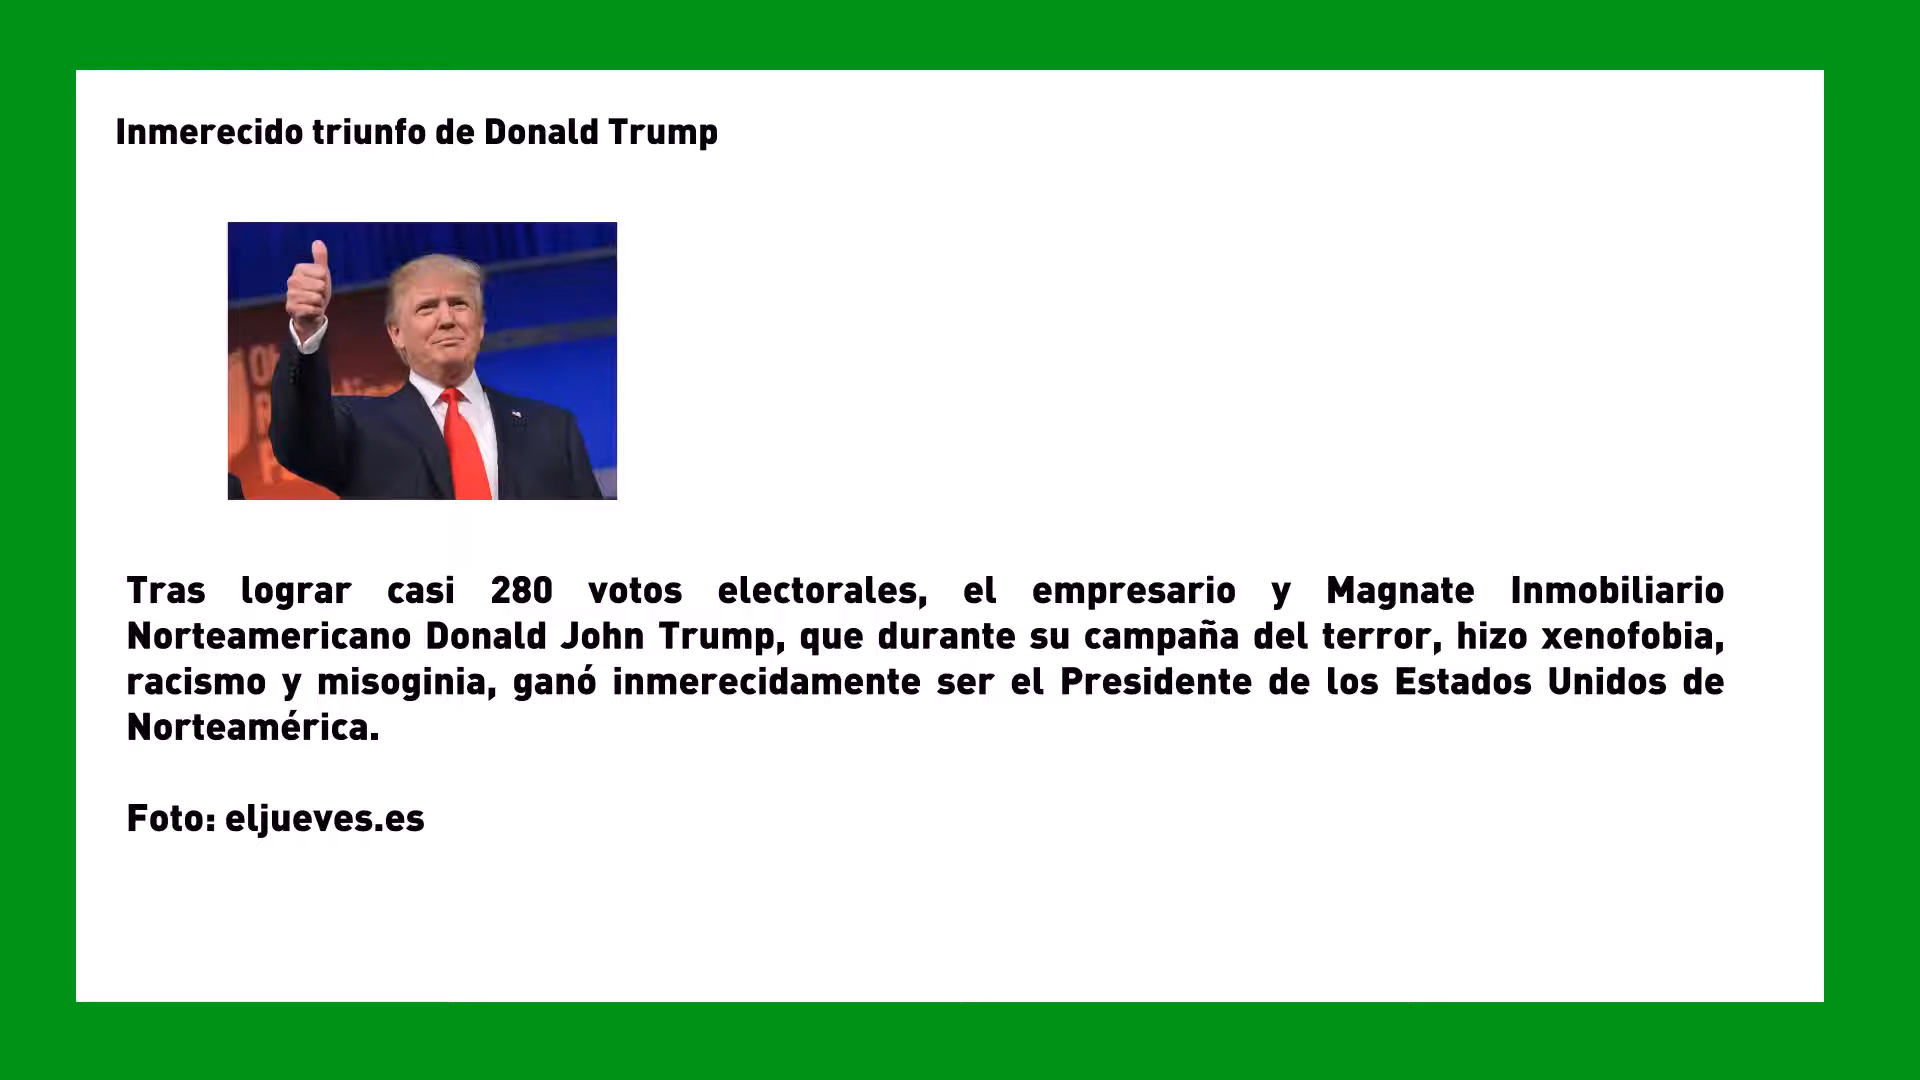 Inmerecido triunfo de Donald Trump
Tras lograr casi 280 votos electorales, el empresario y Magnate Inmobiliario
Norteamericano Donald John Trump, que durante su campaña del terror, hizo xenofobia,
racismo y misoginia, ganó inmerecidamente ser el Presidente de los Estados Unidos de
Norteamérica.
Foto: eljueves.es